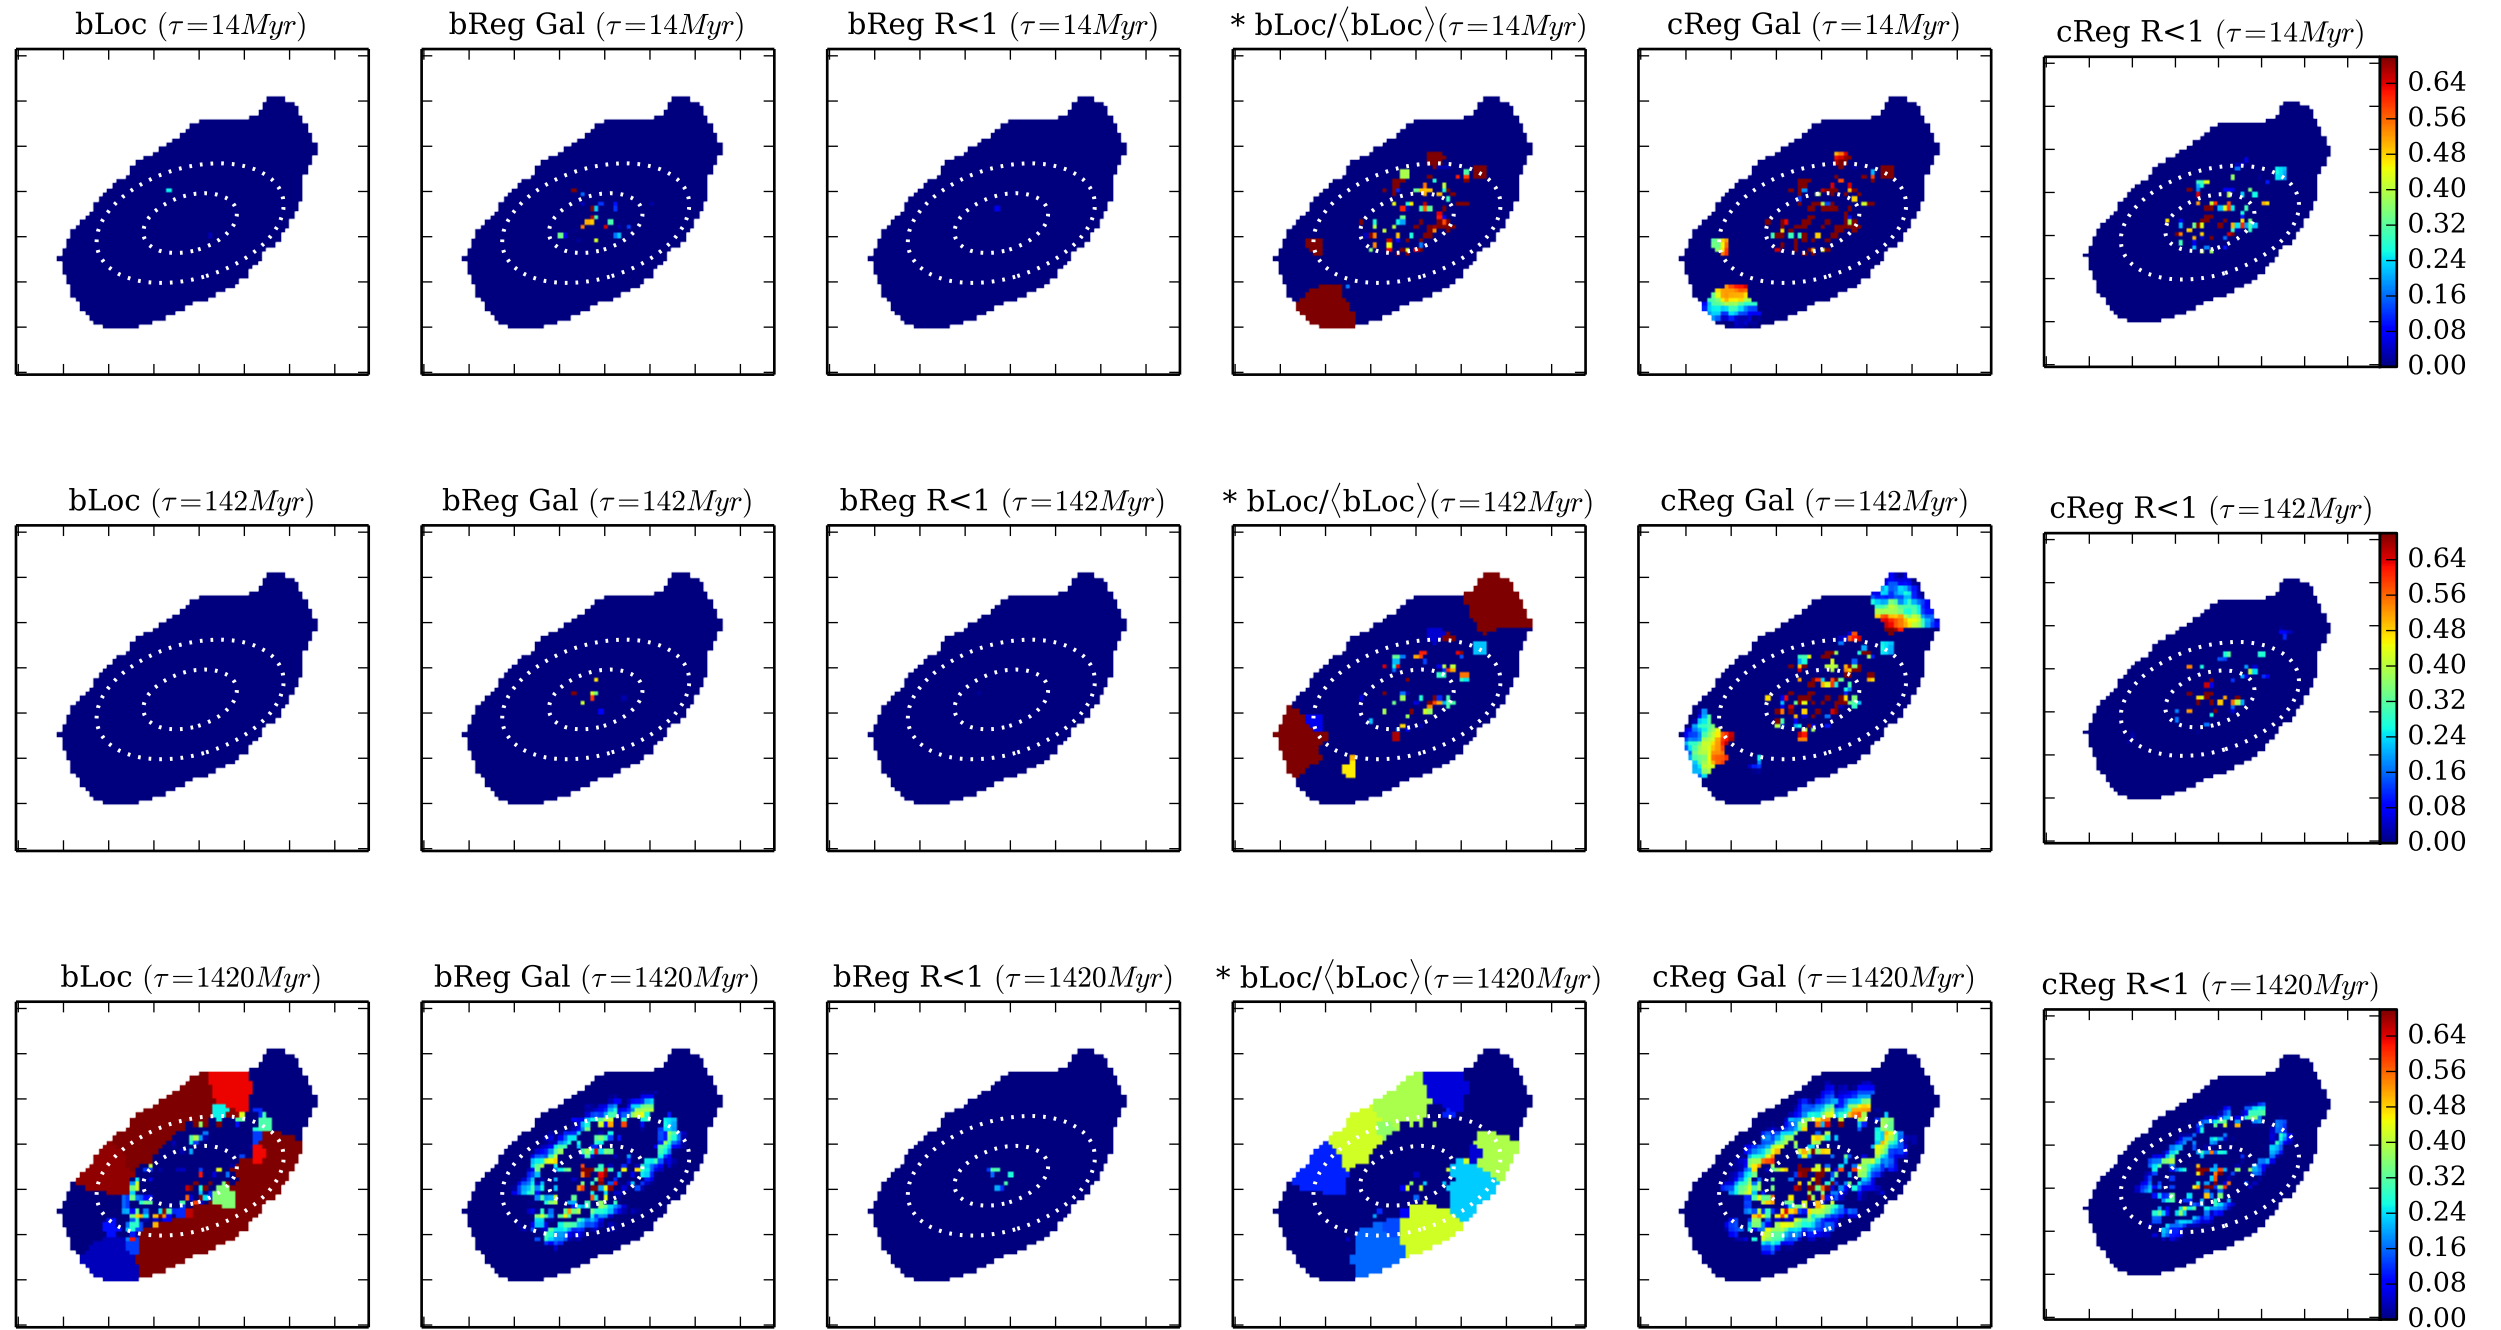 bLoc (τ=14Myr)
bReg Gal (τ=14Myr)
bReg R<1 (τ=14Myr)
* bLoc/⟨bLoc⟩(τ=14Myr)
cReg Gal (τ=14Myr)
cReg R<1 (τ=14Myr)
0.64
0.56
0.48
0.40
0.32
0.24
0.16
0.08
0.00
bLoc (τ=142Myr)
bReg Gal (τ=142Myr)
bReg R<1 (τ=142Myr)
* bLoc/⟨bLoc⟩(τ=142Myr)
cReg Gal (τ=142Myr)
cReg R<1 (τ=142Myr)
0.64
0.56
0.48
0.40
0.32
0.24
0.16
0.08
0.00
bLoc (τ=1420Myr)
bReg Gal (τ=1420Myr)
bReg R<1 (τ=1420Myr)
* bLoc/⟨bLoc⟩(τ=1420Myr)
cReg Gal (τ=1420Myr)
cReg R<1 (τ=1420Myr)
0.64
0.56
0.48
0.40
0.32
0.24
0.16
0.08
0.00